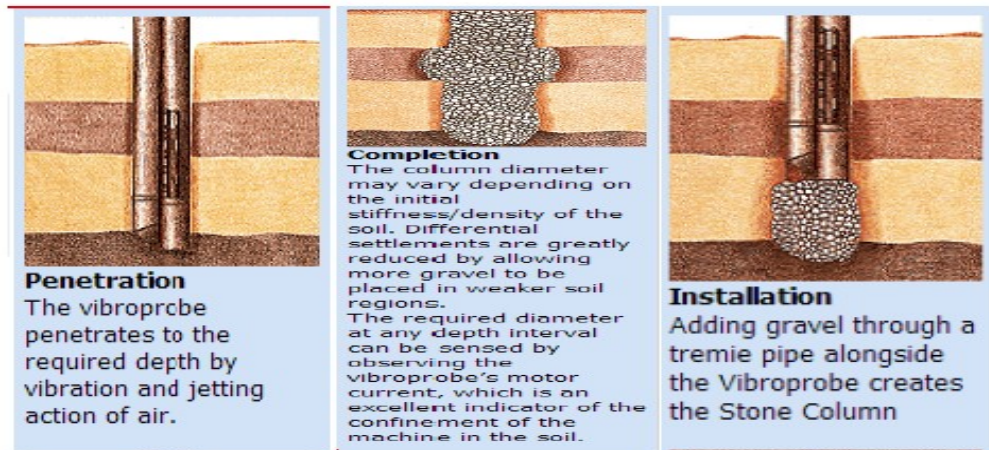 Penetration
The vibroprobe
penetrates to the
required depth by
vibration and jetting
action of air.
Completion
The column diameter
may vary depending on
the initial
stiffness/density of the
soil. Differential
settlements are greatly
reduced by allowing
more gravel to be
placed in weaker soil
regions.
The required diameter
at any depth interval
can be sensed by
observing the
vibroprobe's motor
current, which is an
excellent indicator of the
confinement of the
machine in the soil.
Installation
Adding gravel through a
tremie pipe alongside
the Vibroprobe creates
the Stone Column